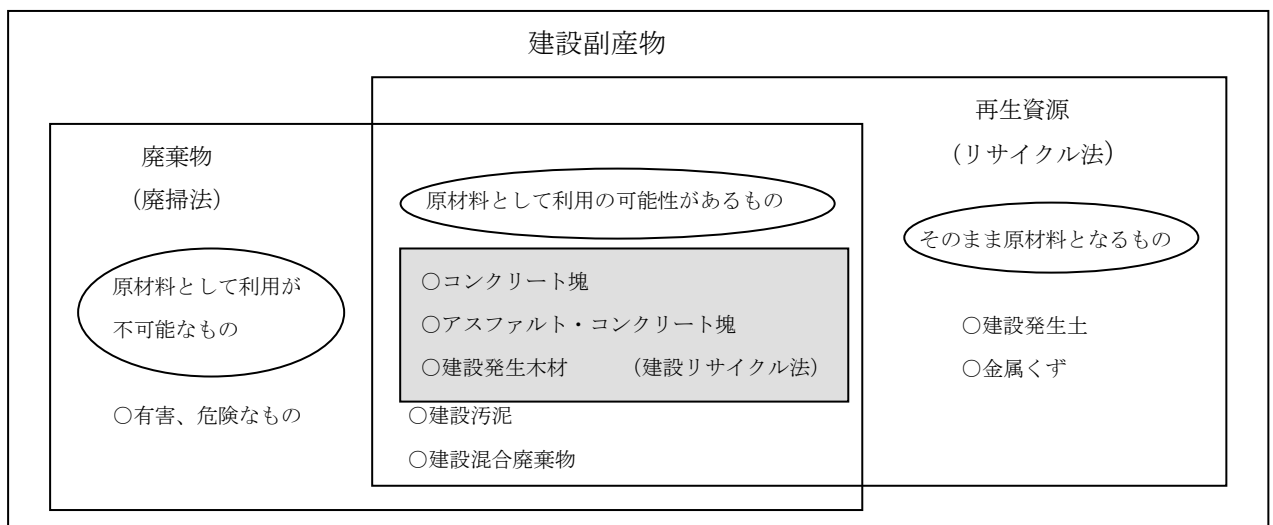 建設副産物
廃棄物
（廃掃法）
原材料として利用が
不可能なもの
○有害、危険なもの
原材料として利用の可能性があるもの
○コンクリート塊
○アスファルト・コンクリート塊
○建設発生木材　　（建設リサイクル法）
○建設汚泥
○建設混合廃棄物
再生資源
（リサイクル法）
そのまま原材料となるもの
○建設発生土
○金属くず